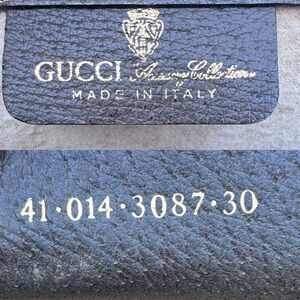 GUCCI Accessory Collection
MADE IN ITALY
41·014·3087·30